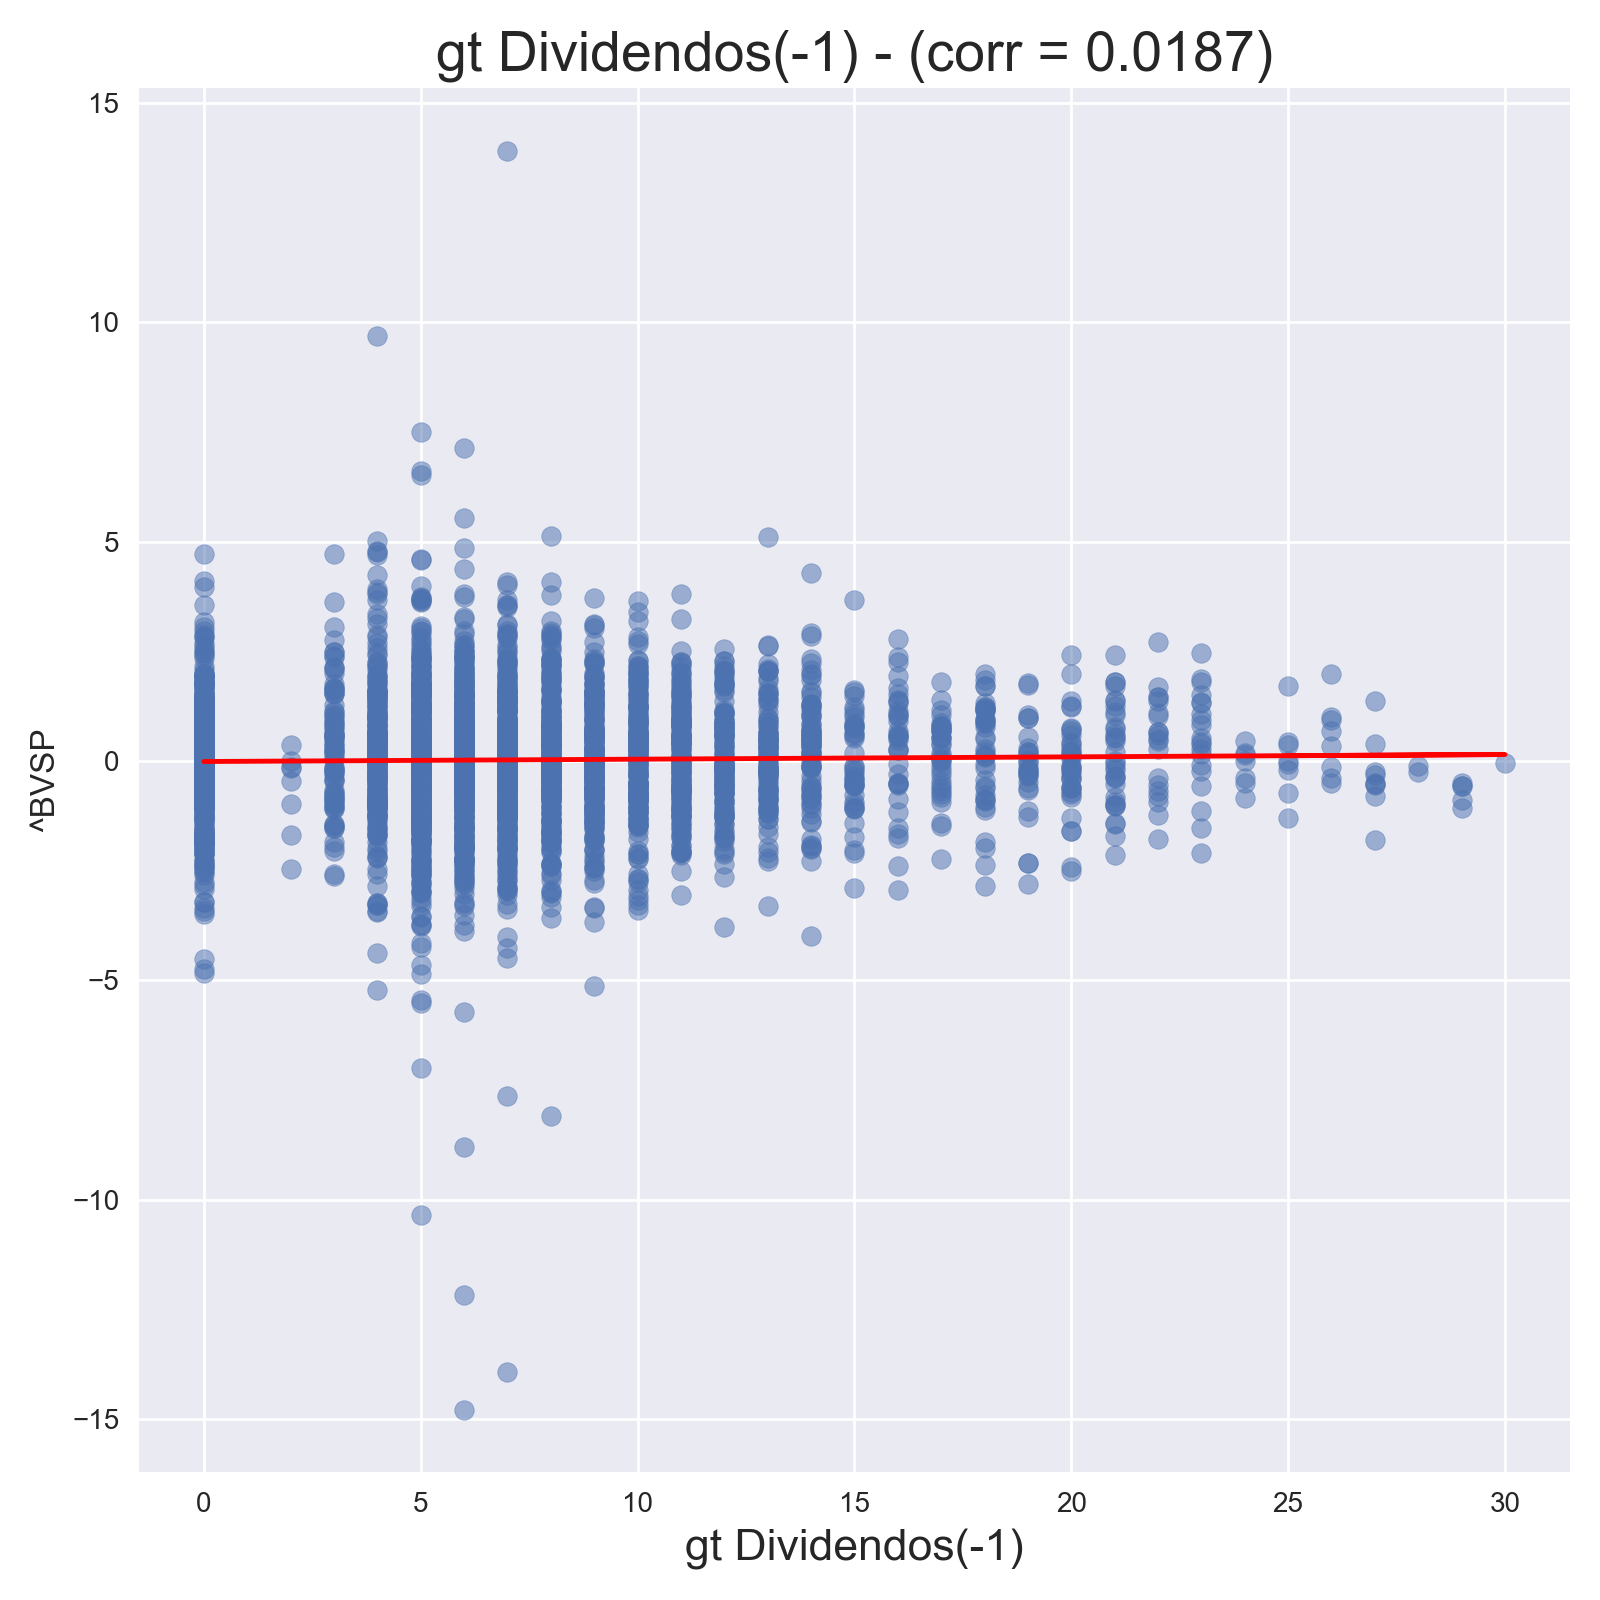 gt Dividendos(-1) - (corr = 0.0187)
15
10
5
0
−5
−10
−15
^BVSP
0 5 10 15 20 25 30
gt Dividendos(-1)